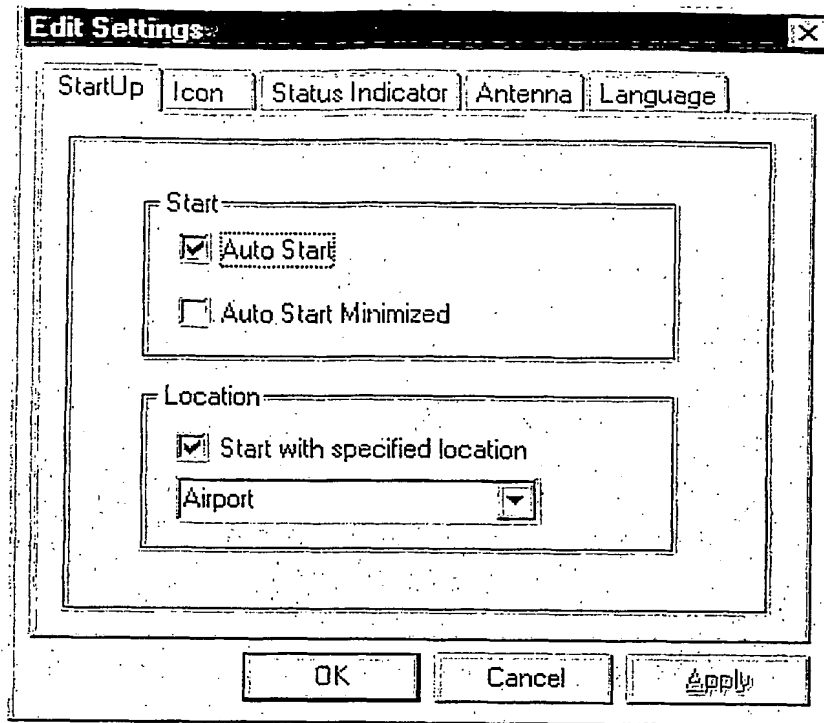 Edit Settings
StartUp Icon Status Indicator Antenna Language
Start
Auto Start
Auto Start Minimized
Location
Start with specified location
Airport
OK Cancel Apply